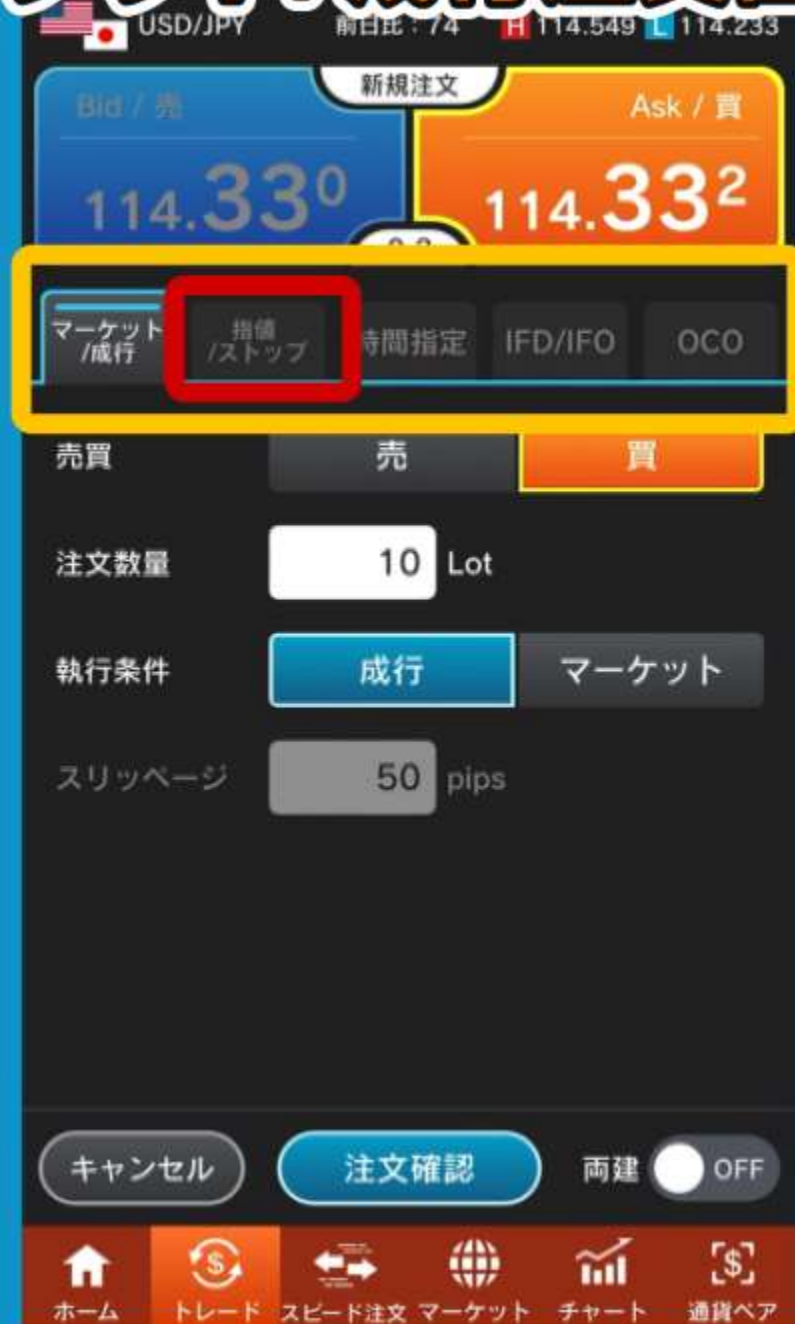 USD/JPY 前日比：74 H 114.549 L 114.233
新規注文
Bid / 売 Ask / 買
114.330 114.332
マーケット/成行
指値/ストップ
時間指定 IFD/IFO OCO
売買 売 買
注文数量 10 Lot
執行条件 成行 マーケット
スリッページ 50 pips
キャンセル 注文確認 両建 OFF
ホーム トレード スピード注文 マーケット チャート 通貨ペア